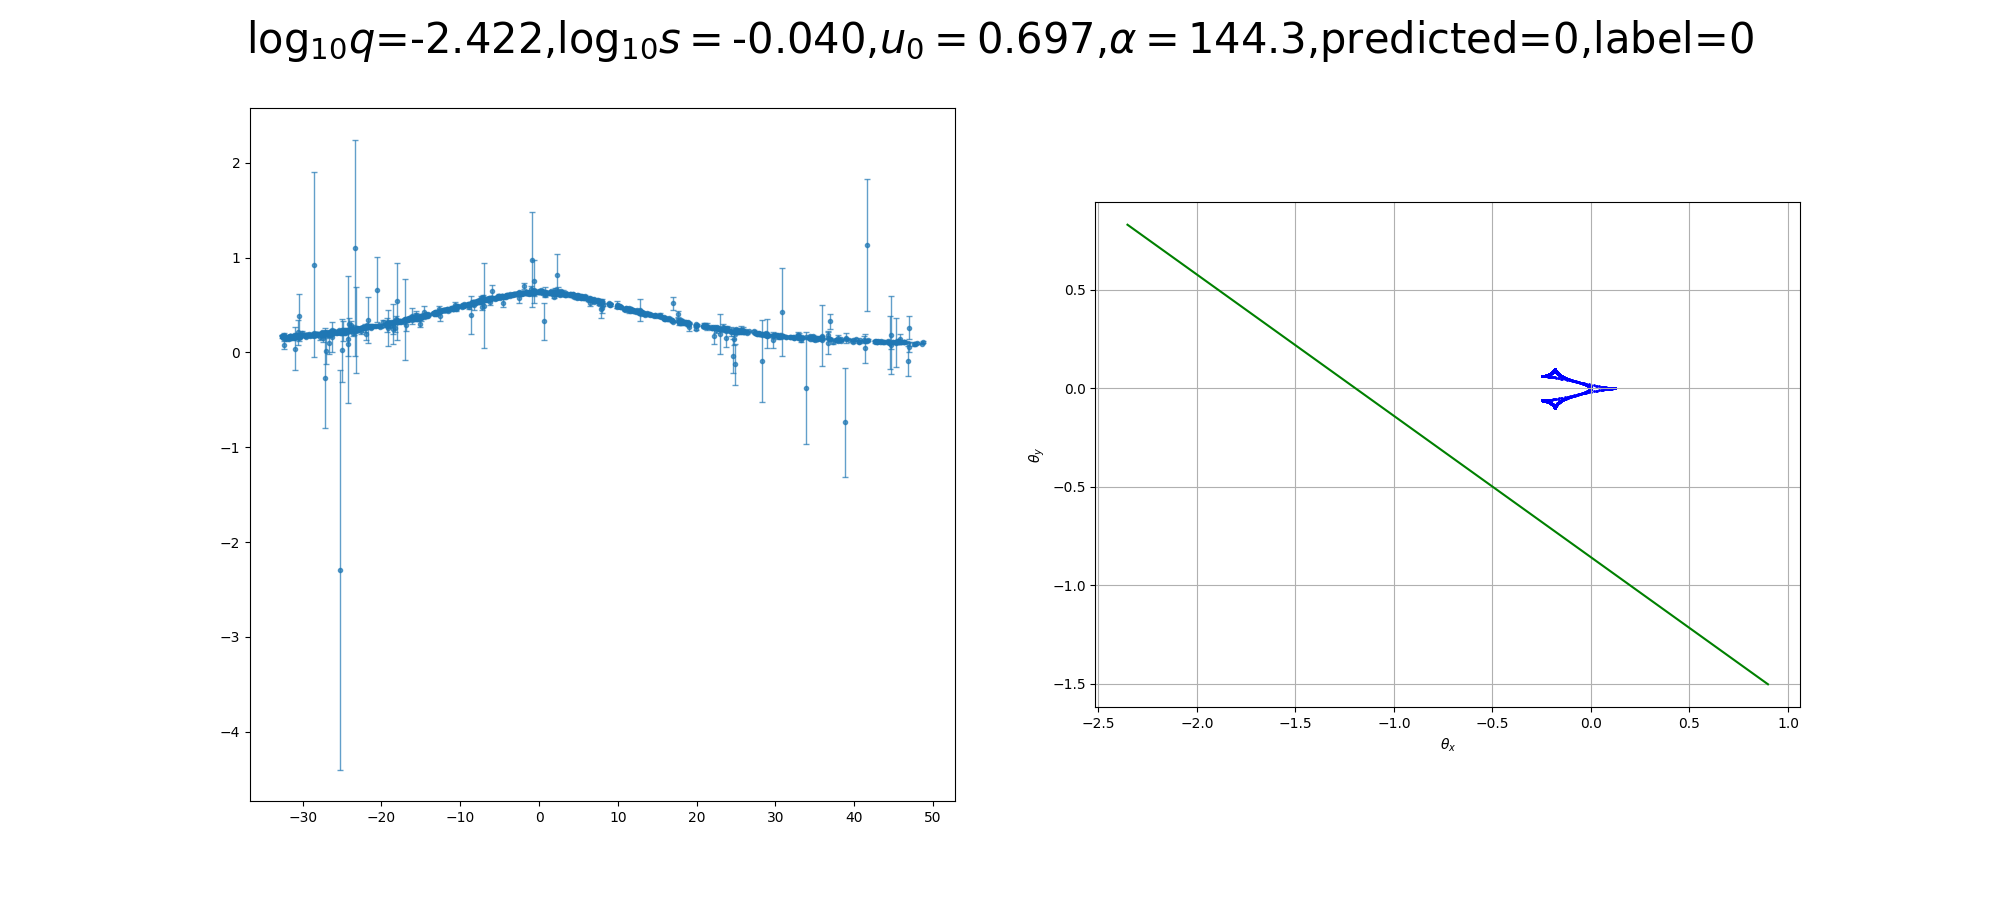 log₁₀q=-2.422,log₁₀s = -0.040,u₀ = 0.697,α = 144.3,predicted=0,label=0
2
1
0
−1
−2
−3
−4
−30 −20 −10 0 10 20 30 40 50
0.5
0.0
−0.5
−1.0
−1.5
θy
−2.5 −2.0 −1.5 −1.0 −0.5 0.0 0.5 1.0
θx